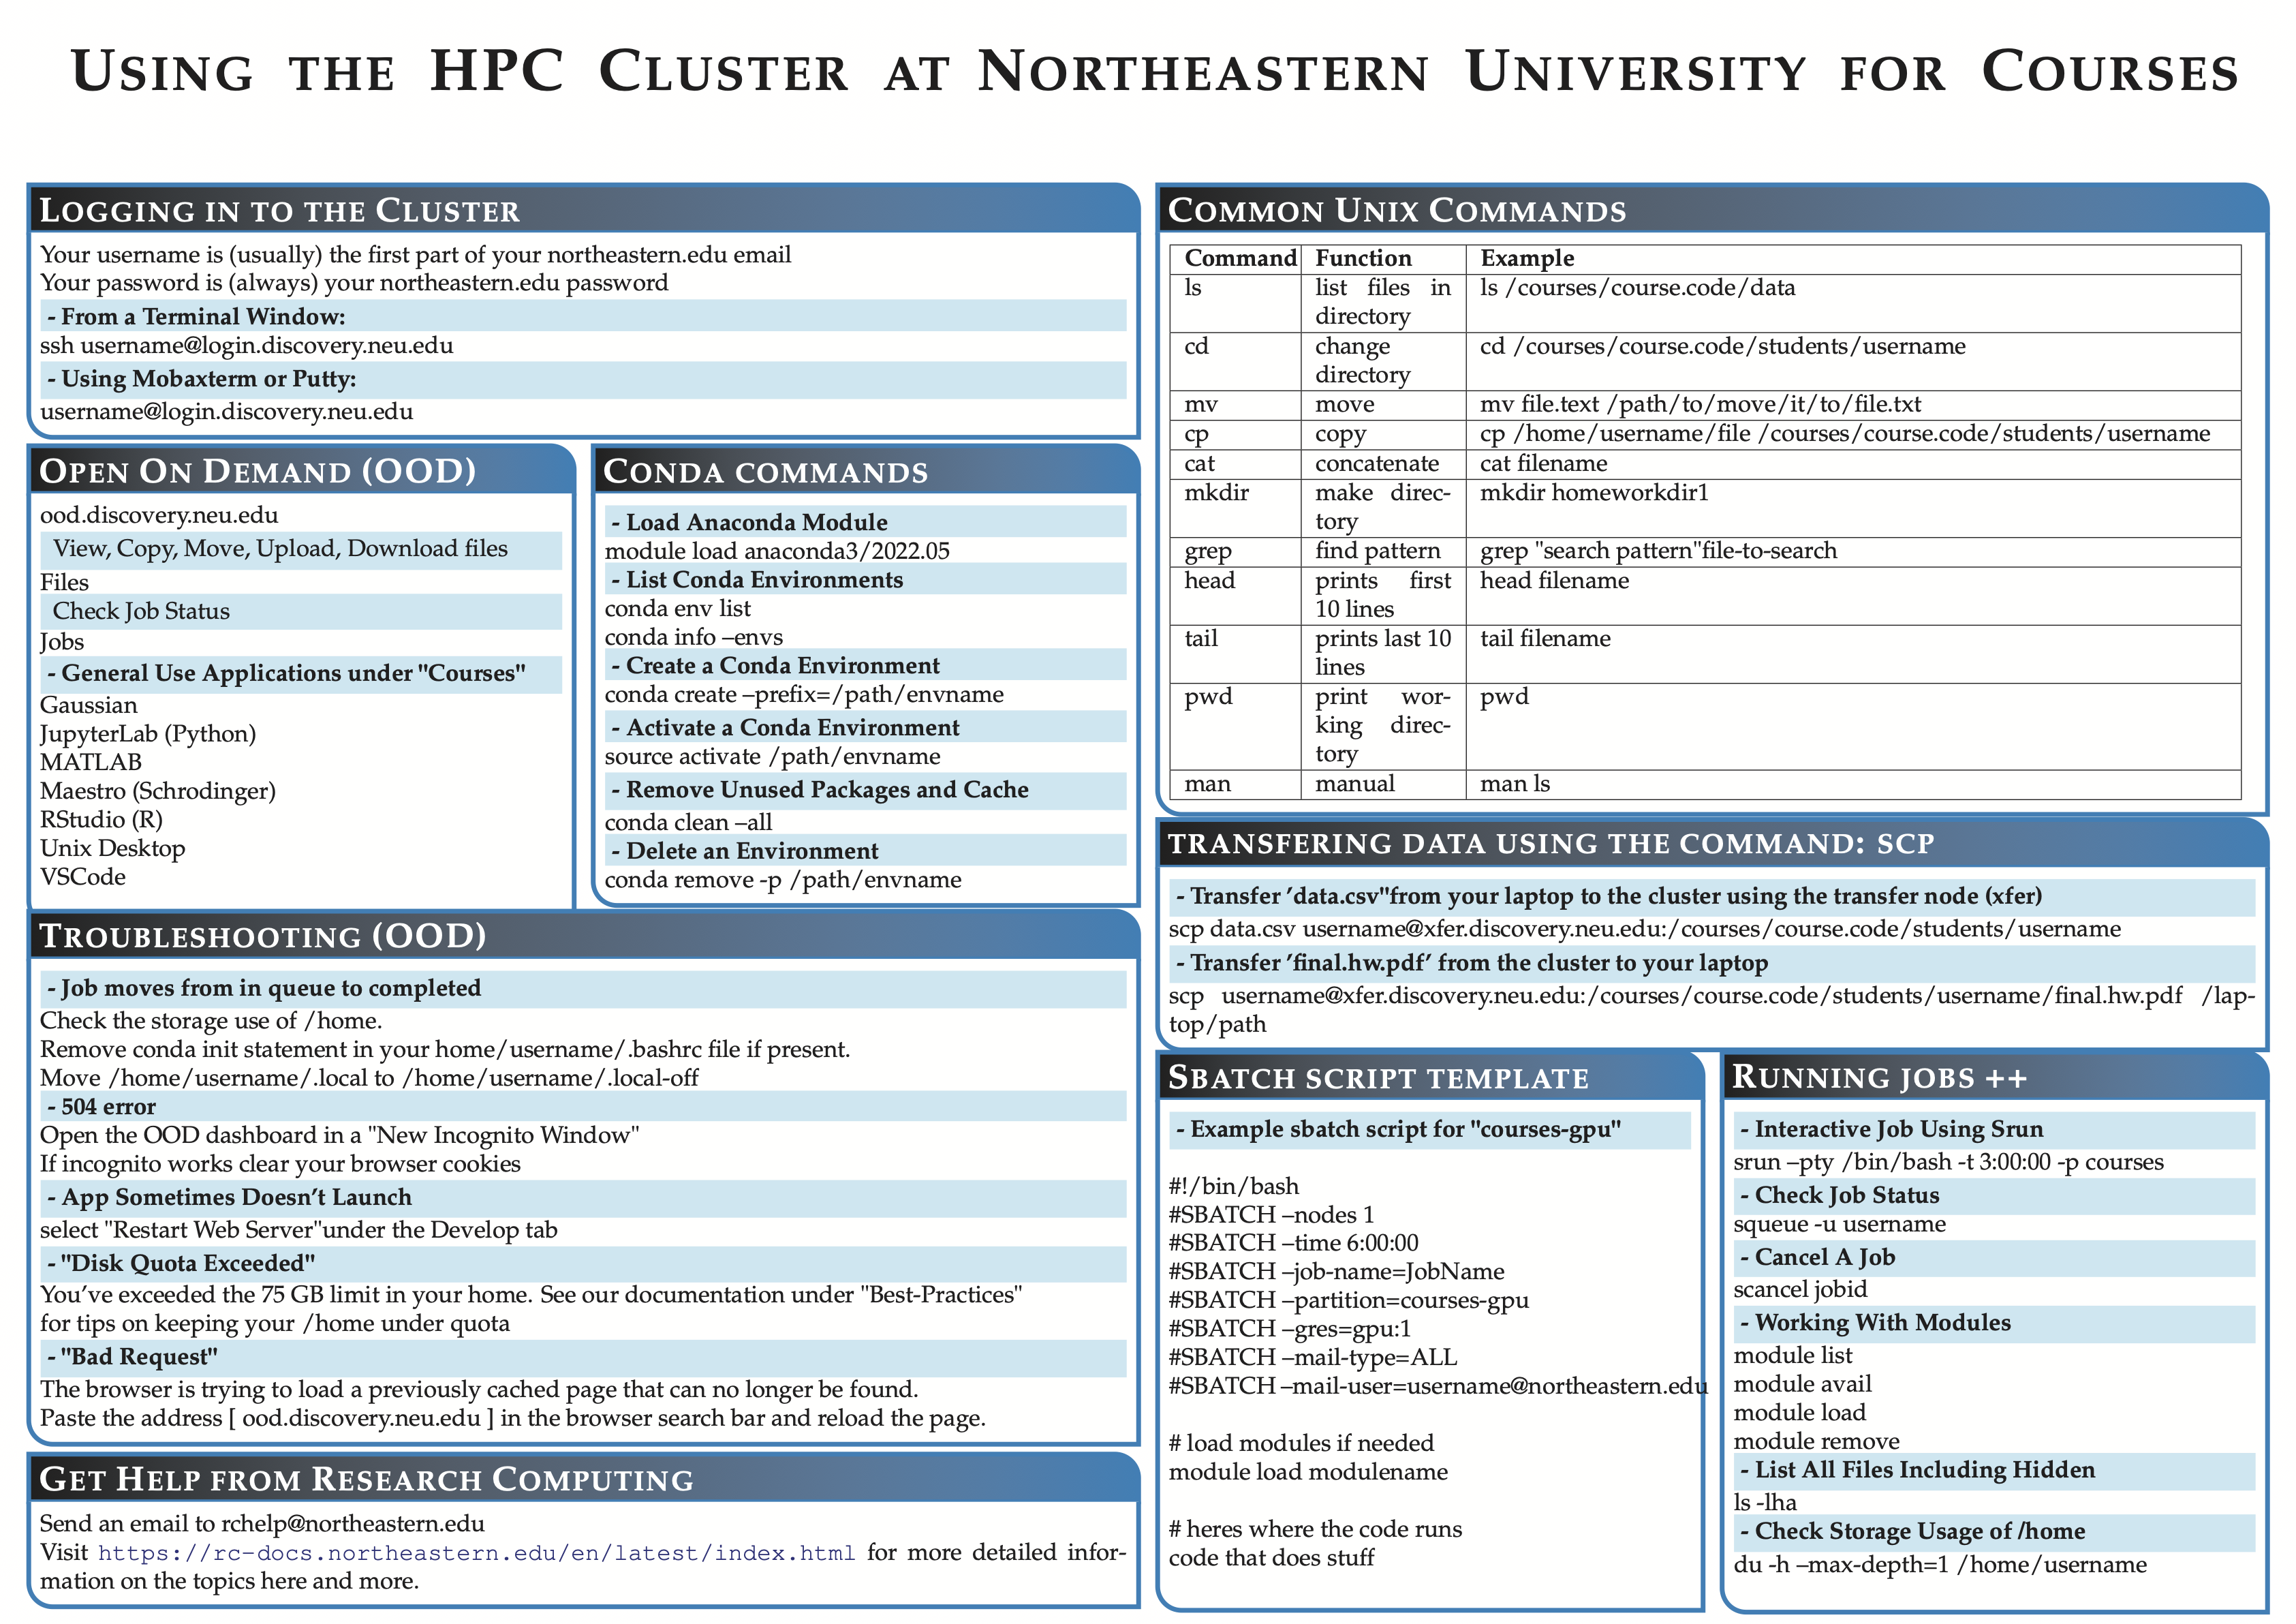 USING THE HPC CLUSTER AT NORTHEASTERN UNIVERSITY FOR COURSES
LOGGING IN TO THE CLUSTER
Your username is (usually) the first part of your northeastern.edu email
Your password is (always) your northeastern.edu password
- From a Terminal Window:
ssh username@login.discovery.neu.edu
- Using Mobaxterm or Putty:
username@login.discovery.neu.edu
OPEN ON DEMAND (OOD)
ood.discovery.neu.edu
View, Copy, Move, Upload, Download files
Files
Check Job Status
Jobs
- General Use Applications under "Courses"
Gaussian
JupyterLab (Python)
MATLAB
Maestro (Schrodinger)
RStudio (R)
Unix Desktop
VSCode
CONDA COMMANDS
- Load Anaconda Module
module load anaconda3/2022.05
- List Conda Environments
conda env list
conda info –envs
- Create a Conda Environment
conda create –prefix=/path/envname
- Activate a Conda Environment
source activate /path/envname
- Remove Unused Packages and Cache
conda clean –all
- Delete an Environment
conda remove -p /path/envname
TROUBLESHOOTING (OOD)
- Job moves from in queue to completed
Check the storage use of /home.
Remove conda init statement in your home/username/.bashrc file if present.
Move /home/username/.local to /home/username/.local-off
- 504 error
Open the OOD dashboard in a "New Incognito Window"
If incognito works clear your browser cookies
- App Sometimes Doesn’t Launch
select "Restart Web Server"under the Develop tab
- "Disk Quota Exceeded"
You’ve exceeded the 75 GB limit in your home. See our documentation under "Best-Practices"
for tips on keeping your /home under quota
- "Bad Request"
The browser is trying to load a previously cached page that can no longer be found.
Paste the address [ ood.discovery.neu.edu ] in the browser search bar and reload the page.
GET HELP FROM RESEARCH COMPUTING
Send an email to rchelp@northeastern.edu
Visit https://rc-docs.northeastern.edu/en/latest/index.html for more detailed infor-
mation on the topics here and more.
COMMON UNIX COMMANDS
Command Function Example
ls list files in ls /courses/course.code/data
directory
cd change cd /courses/course.code/students/username
directory
mv move mv file.text /path/to/move/it/to/file.txt
cp copy cp /home/username/file /courses/course.code/students/username
cat concatenate cat filename
mkdir make direc- mkdir homeworkdir1
tory
grep find pattern grep "search pattern"file-to-search
head prints first head filename
10 lines
tail prints last 10 tail filename
lines
pwd print wor- pwd
king direc-
tory
man manual man ls
TRANSFERING DATA USING THE COMMAND: SCP
- Transfer ’data.csv"from your laptop to the cluster using the transfer node (xfer)
scp data.csv username@xfer.discovery.neu.edu:/courses/course.code/students/username
- Transfer ’final.hw.pdf’ from the cluster to your laptop
scp username@xfer.discovery.neu.edu:/courses/course.code/students/username/final.hw.pdf /lap-
top/path
SBATCH SCRIPT TEMPLATE
- Example sbatch script for "courses-gpu"
#!/bin/bash
#SBATCH –nodes 1
#SBATCH –time 6:00:00
#SBATCH –job-name=JobName
#SBATCH –partition=courses-gpu
#SBATCH –gres=gpu:1
#SBATCH –mail-type=ALL
#SBATCH –mail-user=username@northeastern.edu
# load modules if needed
module load modulename
# heres where the code runs
code that does stuff
RUNNING JOBS ++
- Interactive Job Using Srun
srun –pty /bin/bash -t 3:00:00 -p courses
- Check Job Status
squeue -u username
- Cancel A Job
scancel jobid
- Working With Modules
module list
module avail
module load
module remove
- List All Files Including Hidden
ls -lha
- Check Storage Usage of /home
du -h –max-depth=1 /home/username